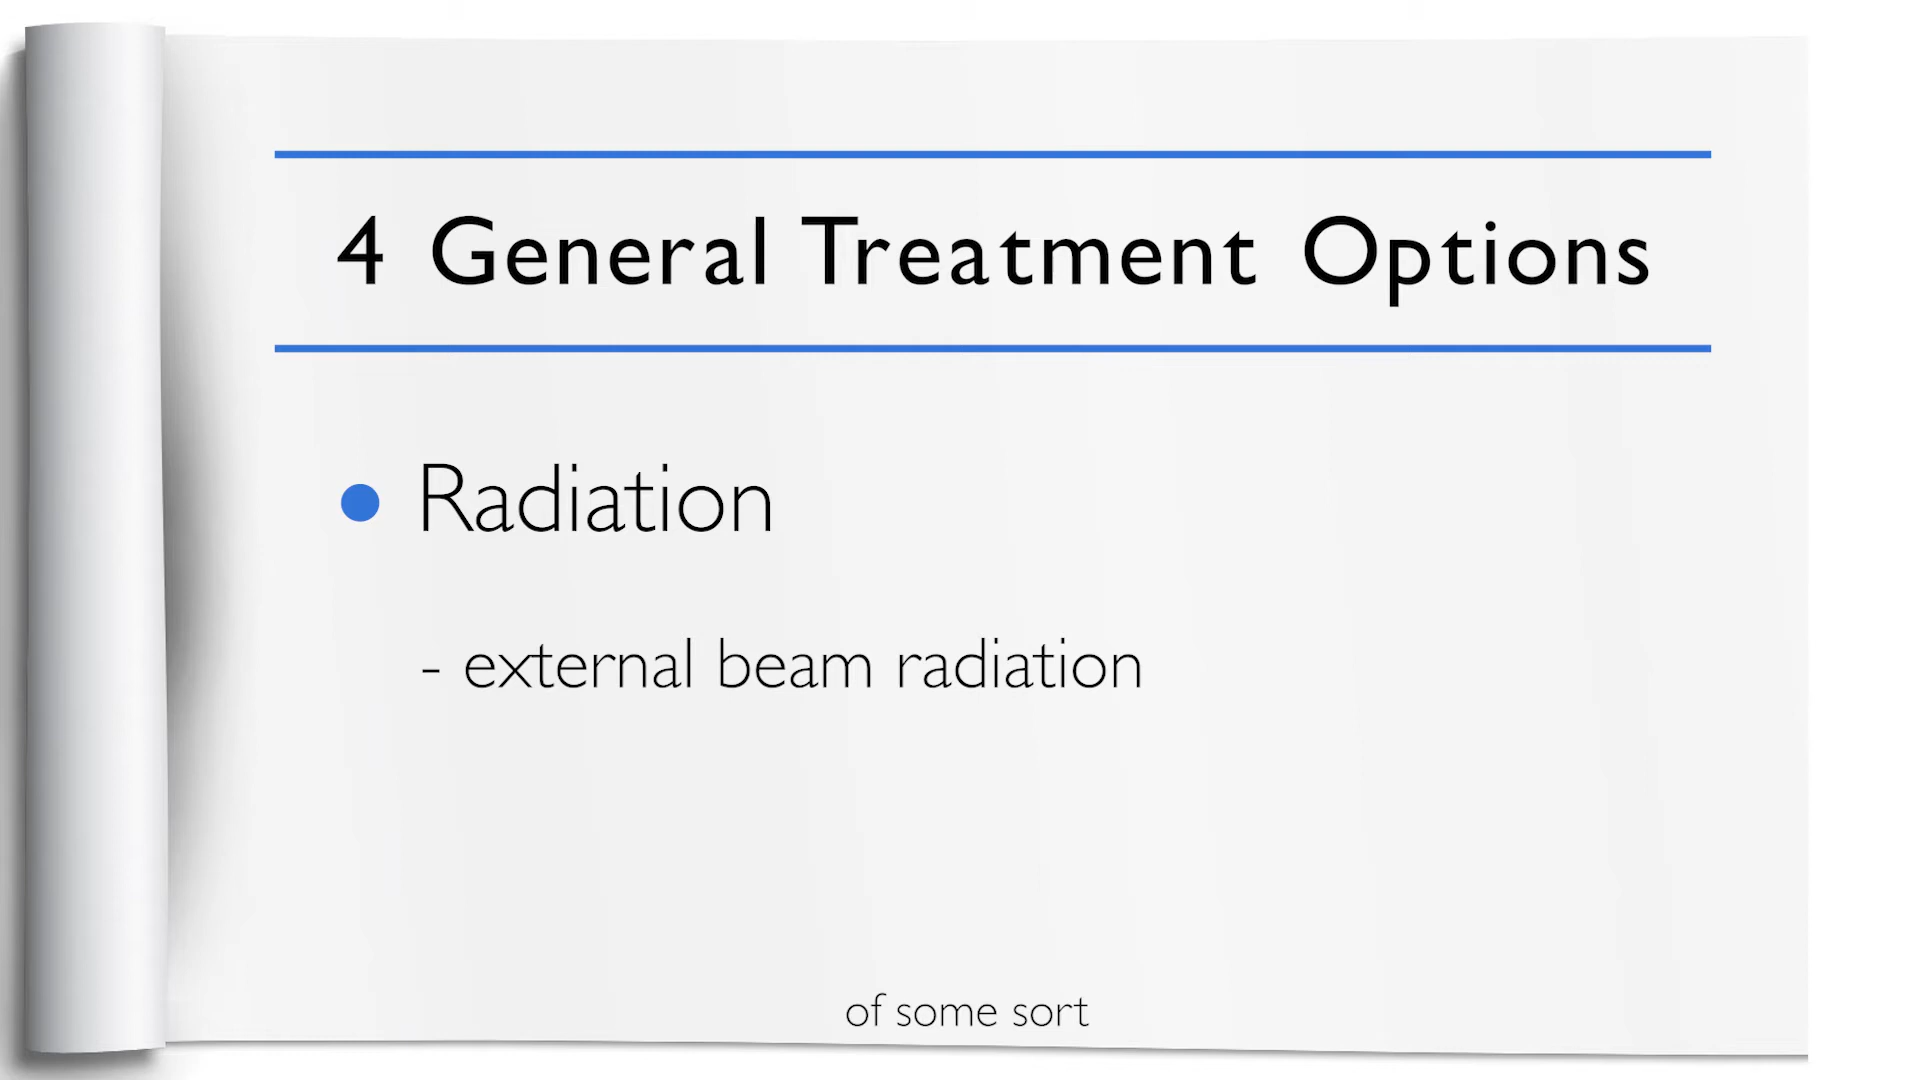 4 General Treatment Options
● Radiation
- external beam radiation
of some sort